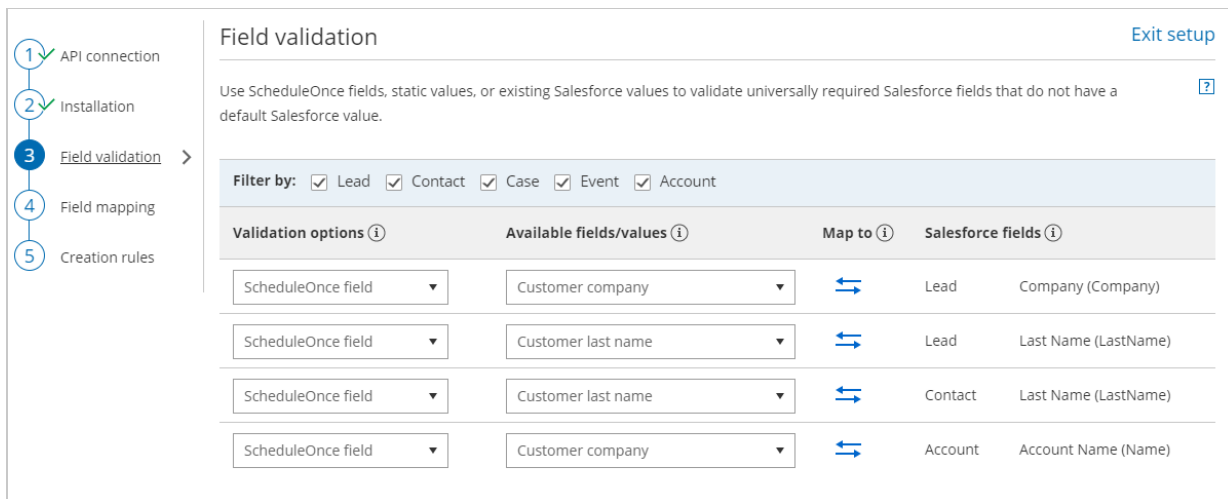 1 API connection
2 Installation
3 Field validation
4 Field mapping
5 Creation rules
Field validation
Exit setup
Use ScheduleOnce fields, static values, or existing Salesforce values to validate universally required Salesforce fields that do not have a
default Salesforce value.
?
Filter by: Lead Contact Case Event Account
Validation options i Available fields/values i Map to i Salesforce fields i
ScheduleOnce field Customer company Lead Company (Company)
ScheduleOnce field Customer last name Lead Last Name (LastName)
ScheduleOnce field Customer last name Contact Last Name (LastName)
ScheduleOnce field Customer company Account Account Name (Name)